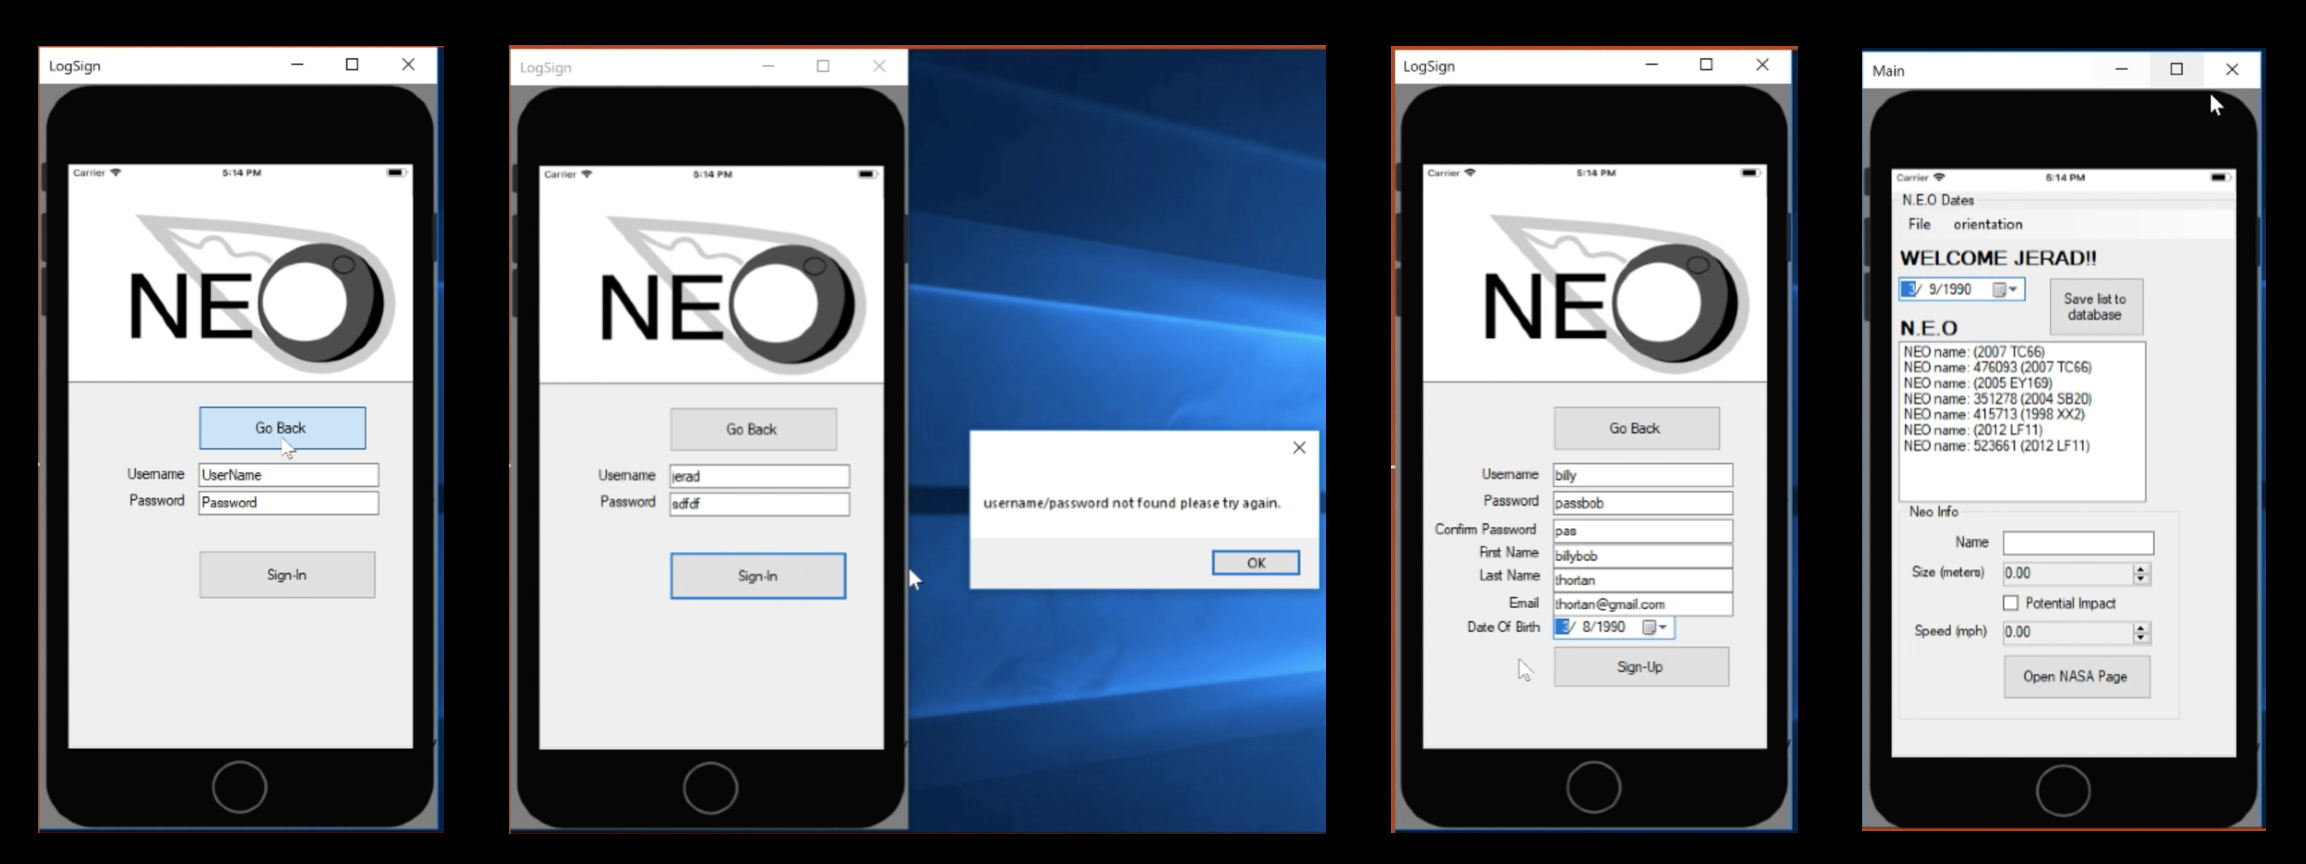 LogSign
Carrier 5:14 PM
NEO
Go Back
Username UserName
Password Password
Sign-In
LogSign
Carrier 5:14 PM
NEO
Go Back
Username jerad
Password sdfdf
Sign-In
username/password not found please try again.
OK
LogSign
Carrier 5:14 PM
NEO
Go Back
Username billy
Password passbob
Confirm Password pas
First Name billybob
Last Name thortan
Email thortan@gmail.com
Date Of Birth 3/ 8/1990
Sign-Up
Main
Carrier 5:14 PM
N.E.O Dates
File orientation
WELCOME JERAD!!
3/ 9/1990
Save list to
database
N.E.O
NEO name: (2007 TC66)
NEO name: 476093 (2007 TC66)
NEO name: (2005 EY169)
NEO name: 351278 (2004 SB20)
NEO name: 415713 (1998 XX2)
NEO name: (2012 LF11)
NEO name: 523661 (2012 LF11)
Neo Info
Name
Size (meters) 0.00
Potential Impact
Speed (mph) 0.00
Open NASA Page